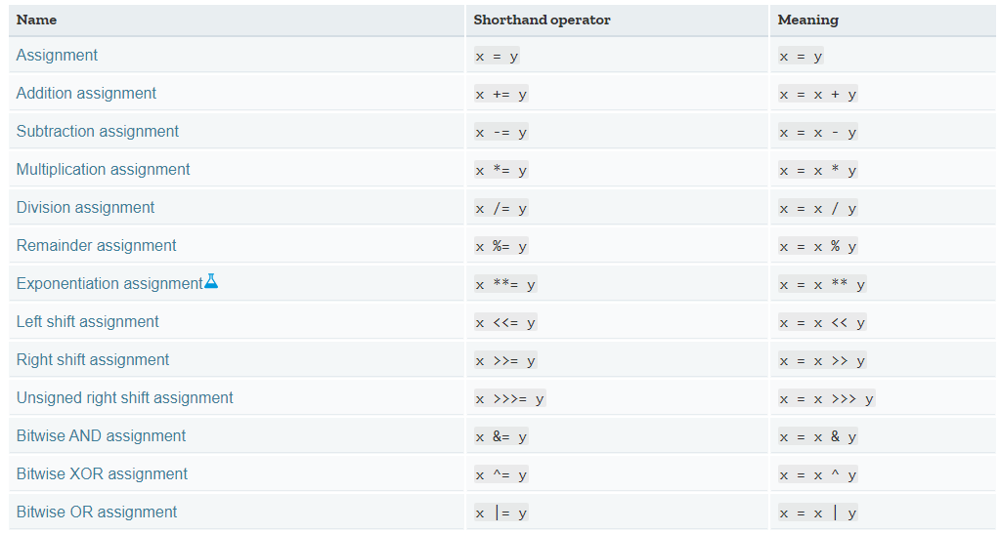 Name Shorthand operator Meaning
Assignment x = y x = y
Addition assignment x += y x = x + y
Subtraction assignment x -= y x = x - y
Multiplication assignment x *= y x = x * y
Division assignment x /= y x = x / y
Remainder assignment x %= y x = x % y
Exponentiation assignment x **= y x = x ** y
Left shift assignment x <<= y x = x << y
Right shift assignment x >>= y x = x >> y
Unsigned right shift assignment x >>>= y x = x >>> y
Bitwise AND assignment x &= y x = x & y
Bitwise XOR assignment x ^= y x = x ^ y
Bitwise OR assignment x |= y x = x | y